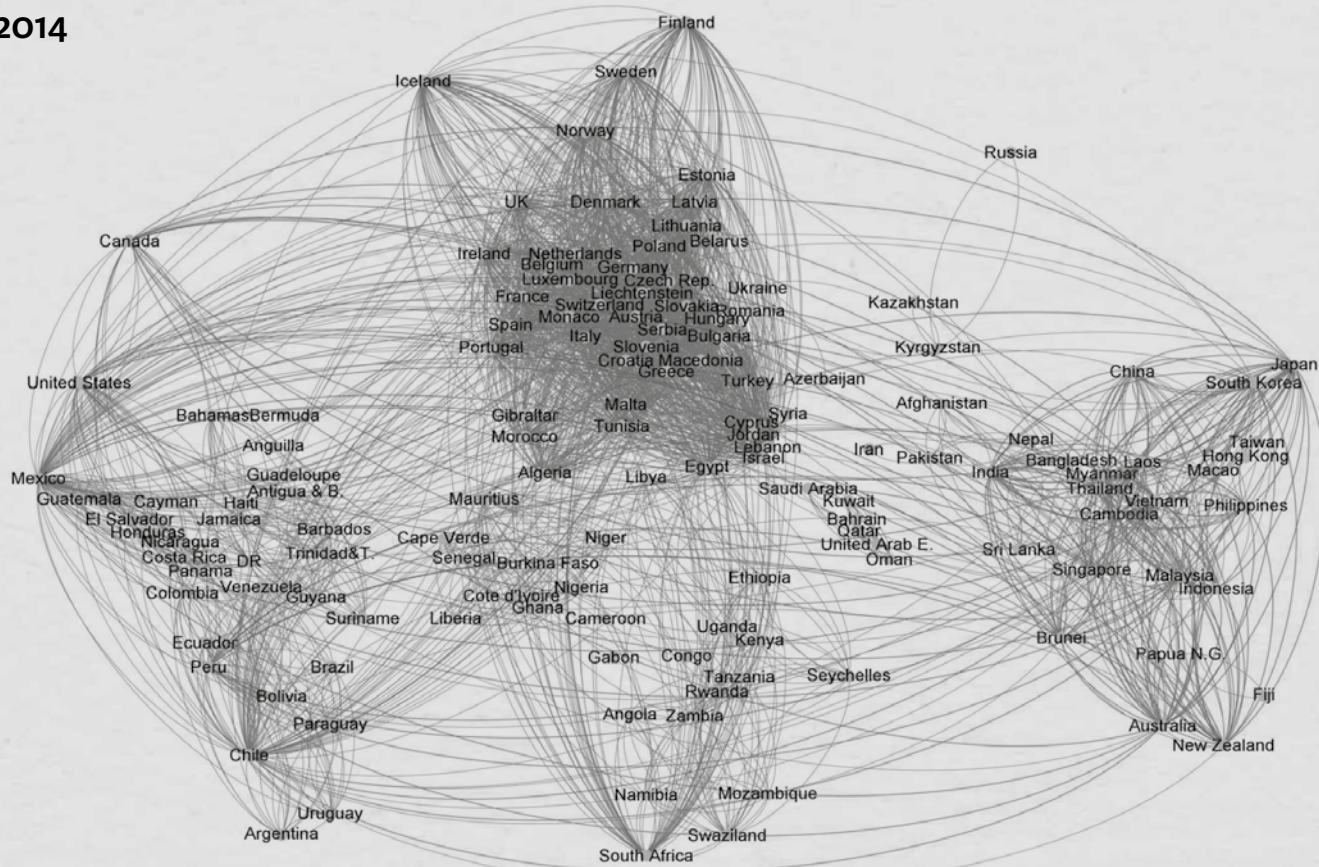 2014
Finland
Iceland
Sweden
Norway
Russia
Estonia
UK
Denmark
Latvia
Lithuania
Canada
Poland
Belarus
Ireland
Netherlands
Belgium
Germany
Luxembourg
Czech Rep.
Ukraine
Liechtenstein
France
Switzerland
Slovakia
Romania
Kazakhstan
Monaco
Austria
Hungary
Spain
Serbia
Italy
Bulgaria
Portugal
Slovenia
Kyrgyzstan
Croatia
Macedonia
Greece
Japan
China
United States
Turkey
Azerbaijan
South Korea
Malta
Afghanistan
Bahamas
Bermuda
Gibraltar
Syria
Cyprus
Tunisia
Morocco
Jordan
Nepal
Taiwan
Anguilla
Lebanon
Iran
Hong Kong
Israel
Pakistan
Bangladesh
Laos
Egypt
India
Macao
Algeria
Libya
Myanmar
Mexico
Guadeloupe
Saudi Arabia
Thailand
Antigua & B.
Guatemala
Cayman
Haiti
Mauritius
Kuwait
Vietnam
Philippines
El Salvador
Jamaica
Bahrain
Cambodia
Honduras
Barbados
Qatar
Nicaragua
Cape Verde
Niger
United Arab E.
Costa Rica
DR
Trinidad&T.
Senegal
Burkina Faso
Oman
Sri Lanka
Panama
Singapore
Ethiopia
Malaysia
Colombia
Venezuela
Nigeria
Indonesia
Guyana
Cote d'Ivoire
Ghana
Suriname
Liberia
Cameroon
Uganda
Ecuador
Kenya
Brunei
Peru
Brazil
Gabon
Congo
Papua N.G.
Tanzania
Seychelles
Rwanda
Bolivia
Fiji
Angola
Zambia
Paraguay
Australia
Chile
New Zealand
Namibia
Mozambique
Uruguay
Argentina
Swaziland
South Africa